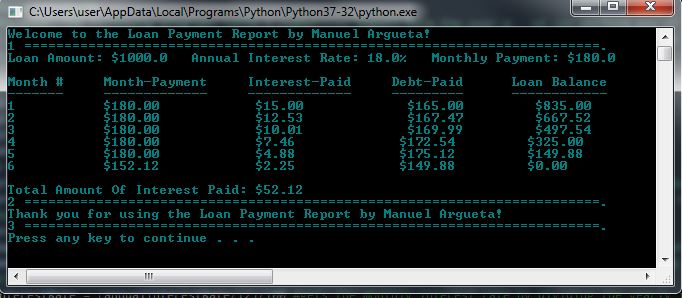 C:\Users\user\AppData\Local\Programs\Python\Python37-32\python.exe
Welcome to the Loan Payment Report by Manuel Argueta!
1 =====================================================================.
Loan Amount: $1000.0   Annual Interest Rate: 18.0%   Monthly Payment: $180.0
Month #     Month-Payment     Interest-Paid     Debt-Paid     Loan Balance
-------     -------------     -------------     ---------     ------------
1           $180.00           $15.00            $165.00       $835.00
2           $180.00           $12.53            $167.47       $667.52
3           $180.00           $10.01            $169.99       $497.54
4           $180.00           $7.46             $172.54       $325.00
5           $180.00           $4.88             $175.12       $149.88
6           $152.12           $2.25             $149.88       $0.00
Total Amount Of Interest Paid: $52.12
2 =====================================================================.
Thank you for using the Loan Payment Report by Manuel Argueta!
3 =====================================================================.
Press any key to continue . . .